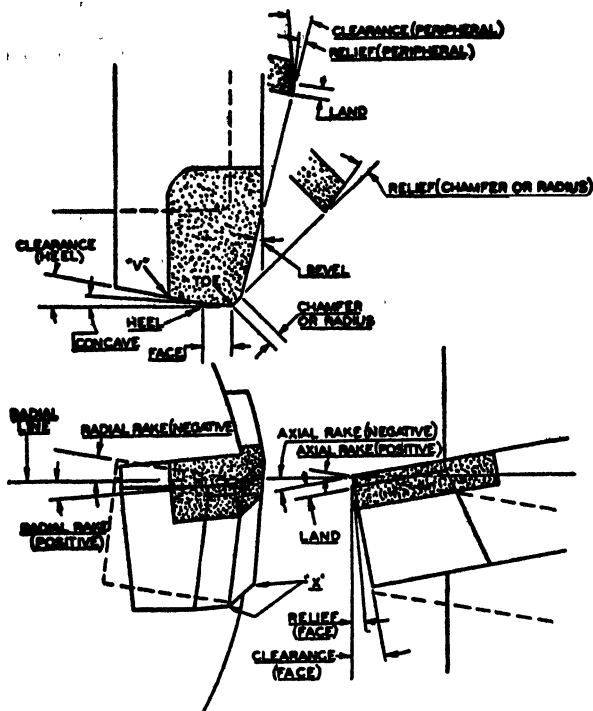 CLEARANCE (PERIPHERAL)
RELIEF (PERIPHERAL)
LAND
RELIEF (CHAMFER OR RADIUS)
CLEARANCE
(HEEL)
"V"
TOE
BEVEL
HEEL
CHAMFER
OR RADIUS
CONCAVE
FACE
RADIAL
LINE
RADIAL RAKE (NEGATIVE
AXIAL RAKE (NEGATIVE)
AXIAL RAKE (POSITIVE)
RADIAL RAKE
(POSITIVE)
LAND
"X"
RELIEF
(FACE)
CLEARANCE
(FACE)